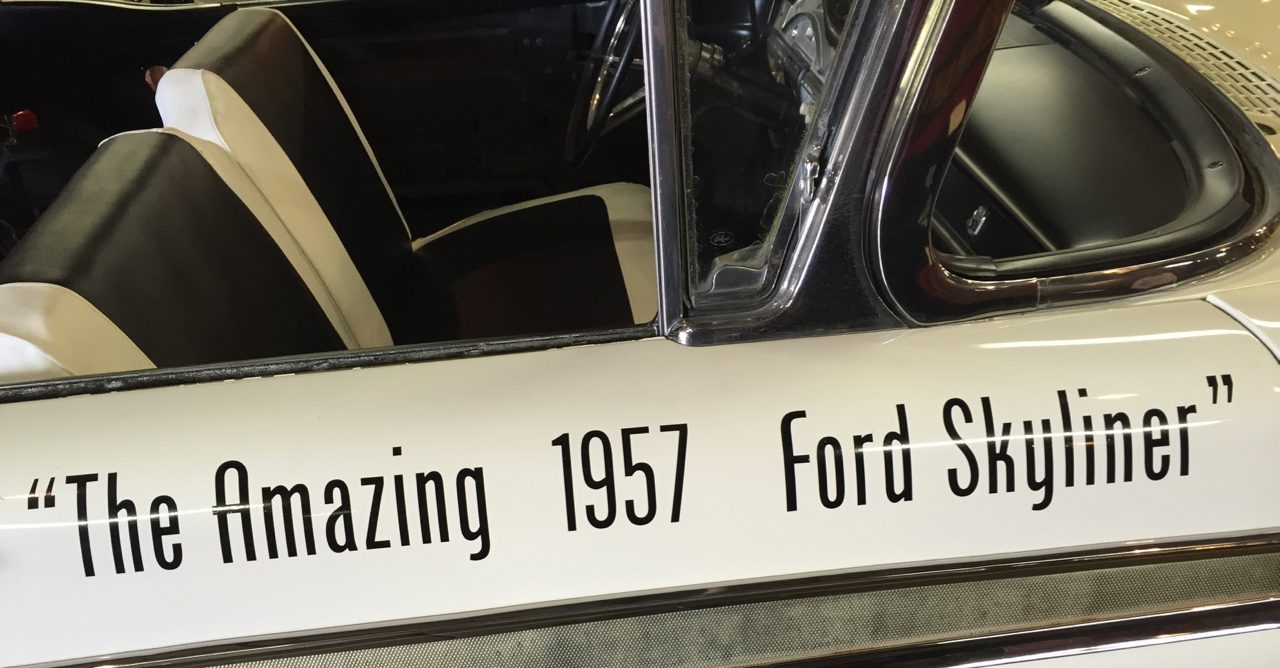 “The Amazing 1957 Ford Skyliner”